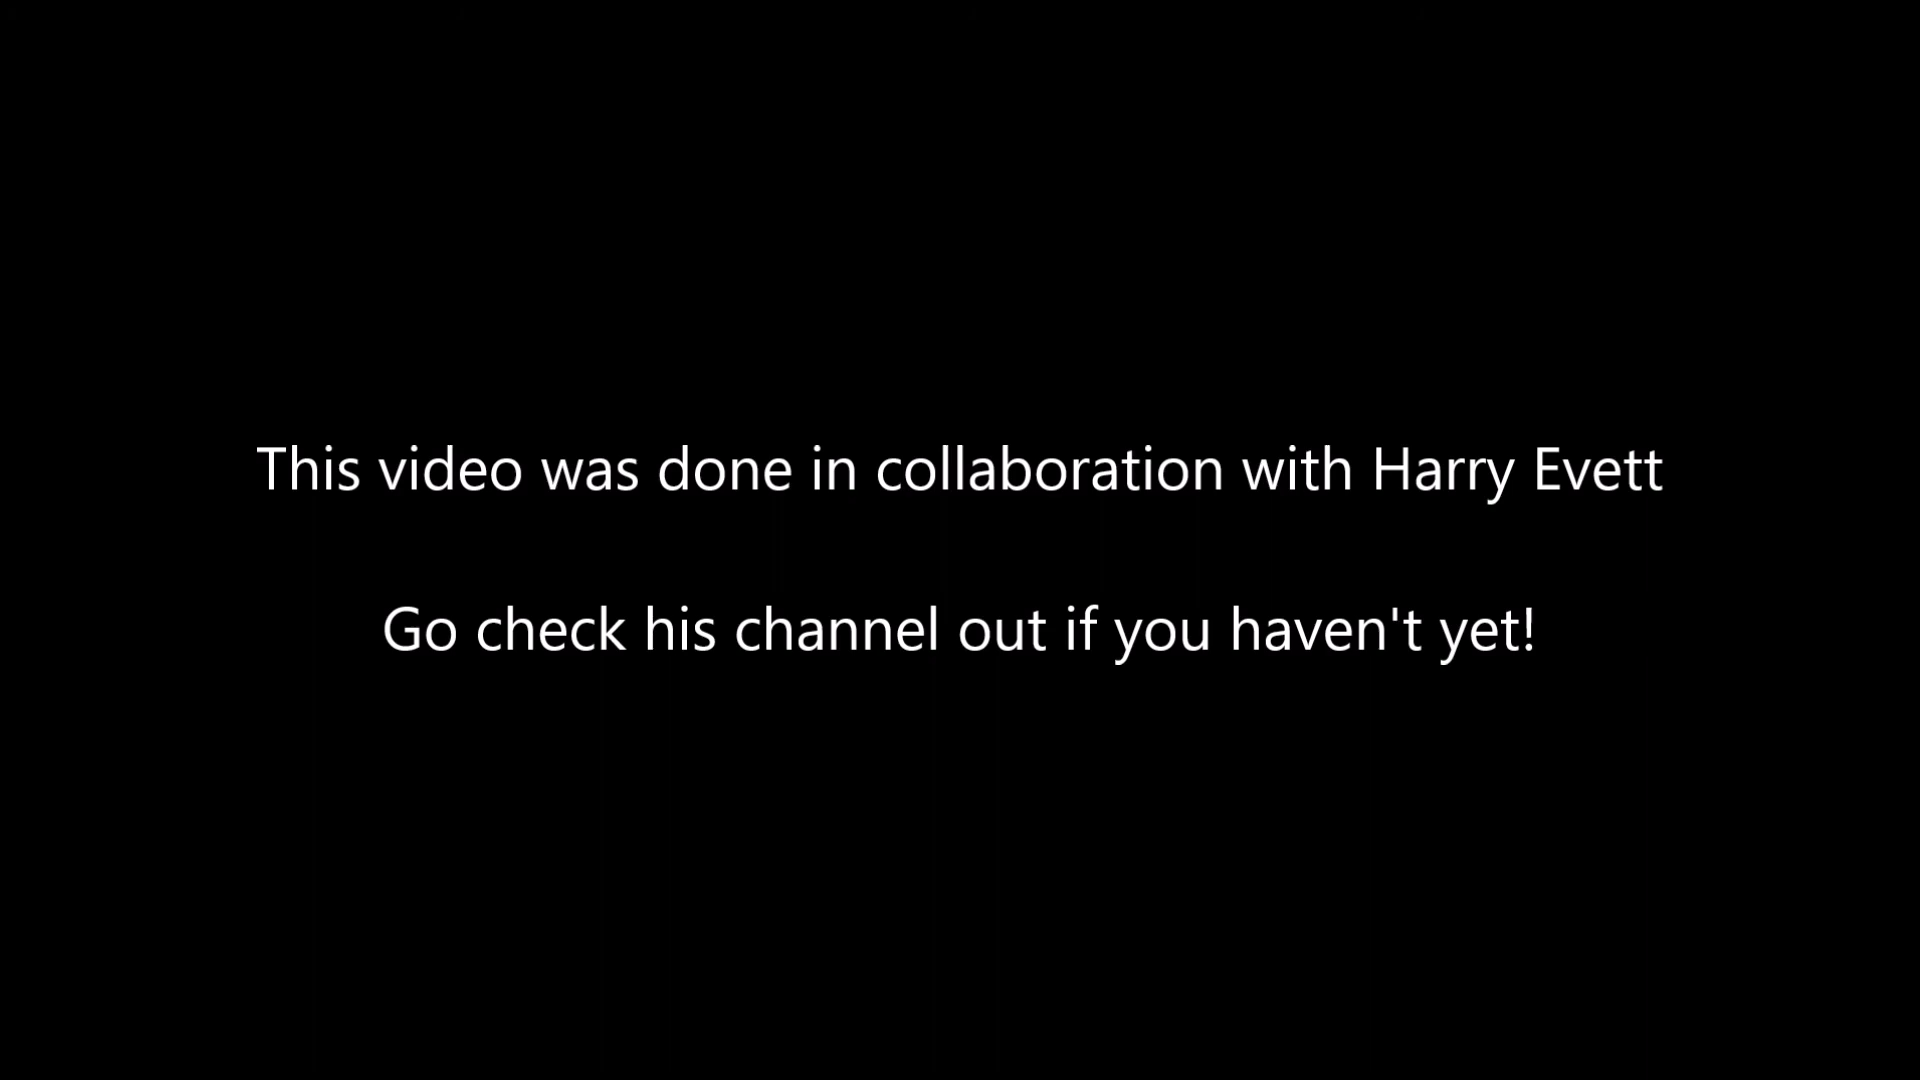 This video was done in collaboration with Harry Evett
Go check his channel out if you haven't yet!